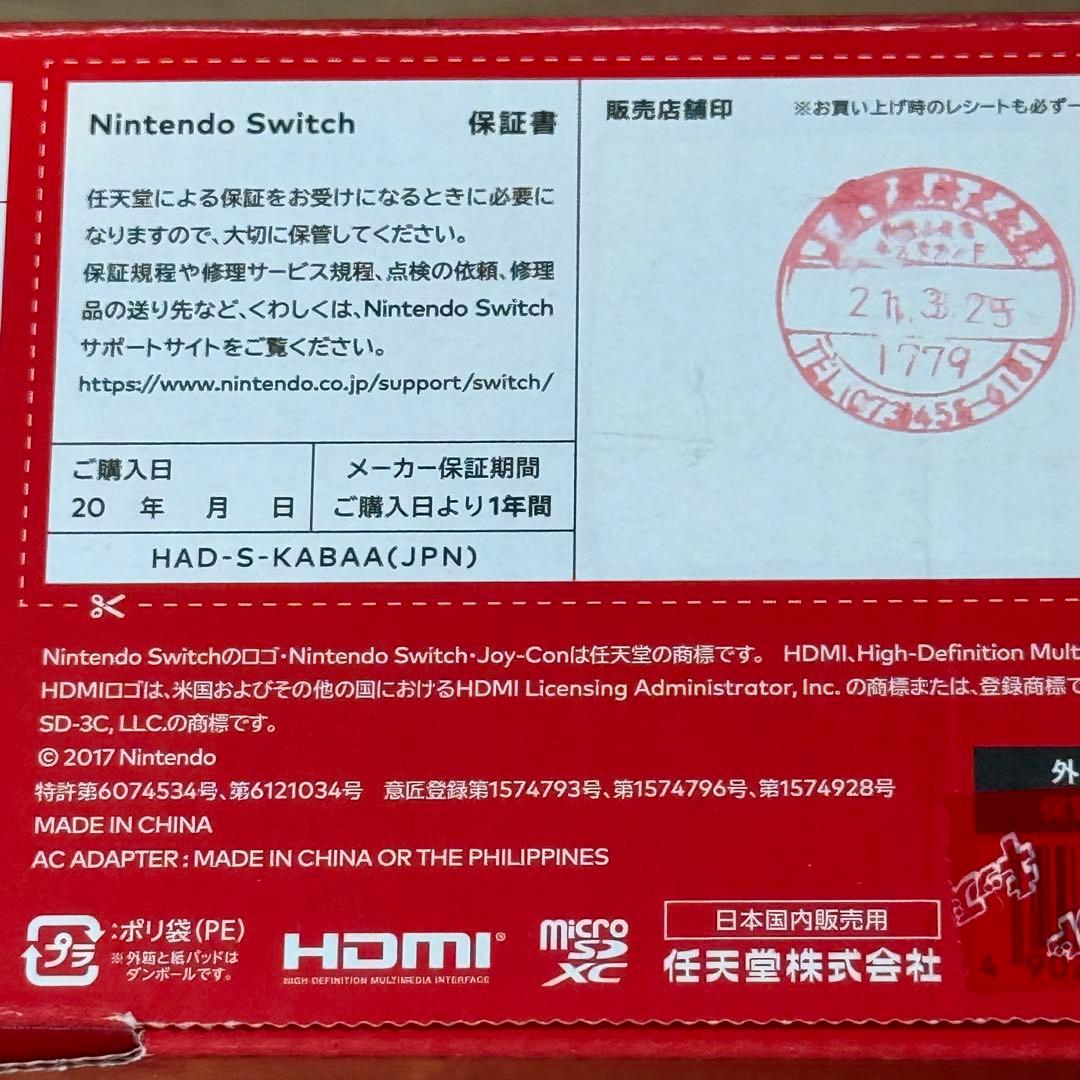 Nintendo Switch 保証書
任天堂による保証をお受けになるときに必要に
なりますので、大切に保管してください。
保証規程や修理サービス規程、点検の依頼、修理
品の送り先など、くわしくは、Nintendo Switch
サポートサイトをご覧ください。
https://www.nintendo.co.jp/support/switch/
ご購入日
20 年 月 日
メーカー保証期間
ご購入日より1年間
HAD-S-KABAA(JPN)
販売店舗印 ※お買い上げ時のレシートも必ず一
21.3.25
1779
Nintendo Switchのロゴ・Nintendo Switch・Joy-Conは任天堂の商標です。 HDMI、High-Definition Mult
HDMIロゴは、米国およびその他の国におけるHDMI Licensing Administrator, Inc. の商標または、登録商標で
SD-3C, LLC.の商標です。
© 2017 Nintendo
特許第6074534号、第6121034号 意匠登録第1574793号、第1574796号、第1574928号
MADE IN CHINA
AC ADAPTER : MADE IN CHINA OR THE PHILIPPINES
外
プラ
:ポリ袋(PE)
※外箱と紙パッドは
ダンボールです。
HDMI®
HIGH-DEFINITION MULTIMEDIA INTERFACE
micro
SD
XC
日本国内販売用
任天堂株式会社